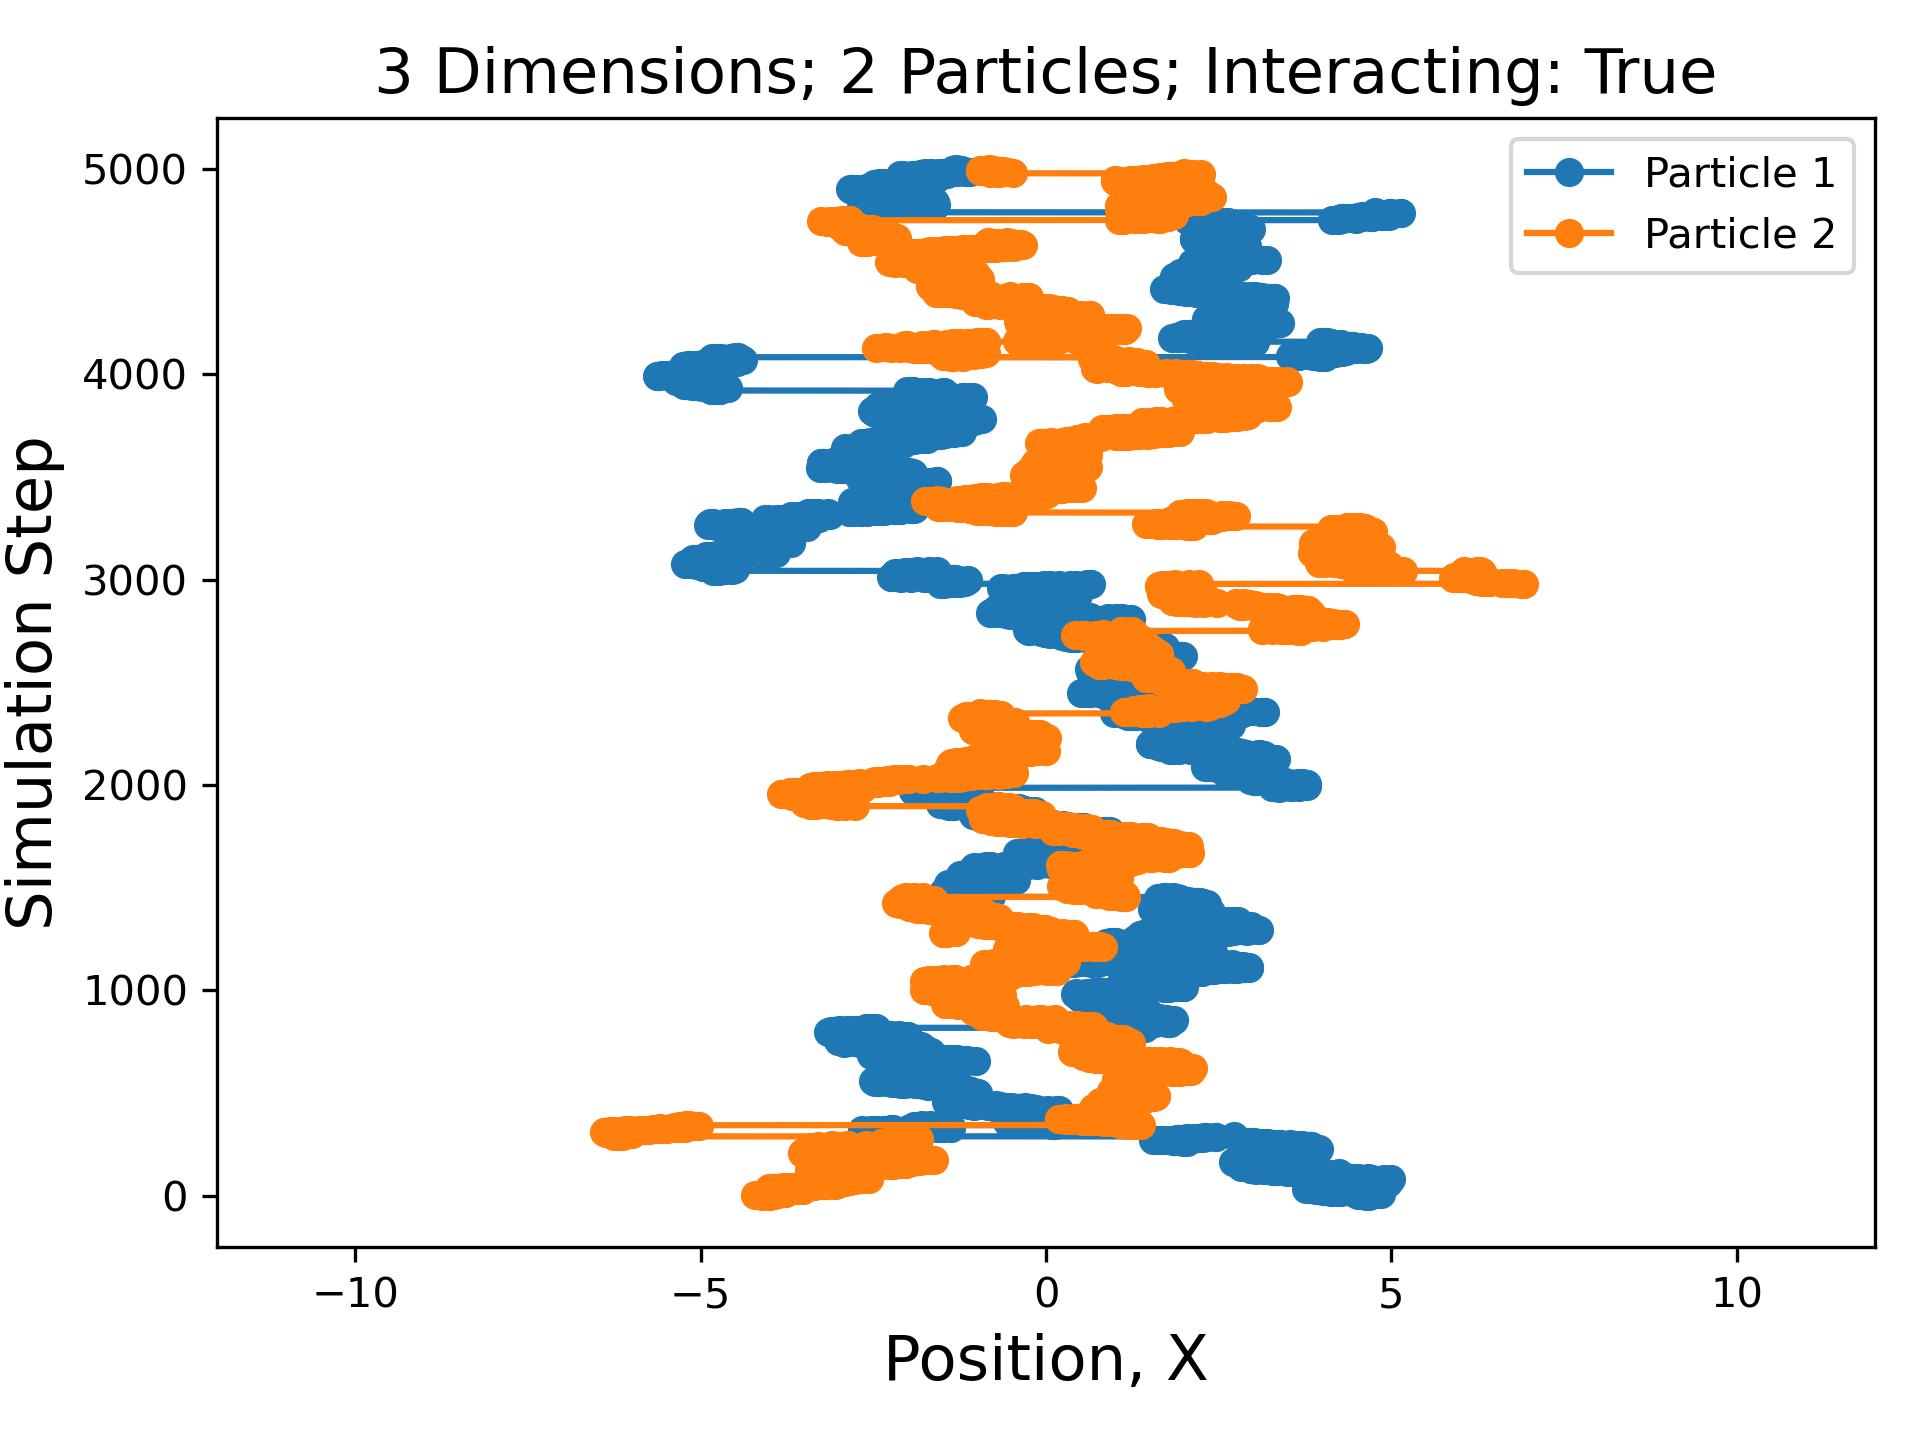 3 Dimensions; 2 Particles; Interacting: True
Particle 1
Particle 2
Simulation Step
5000
4000
3000
2000
1000
0
−10
−5
0
5
10
Position, X